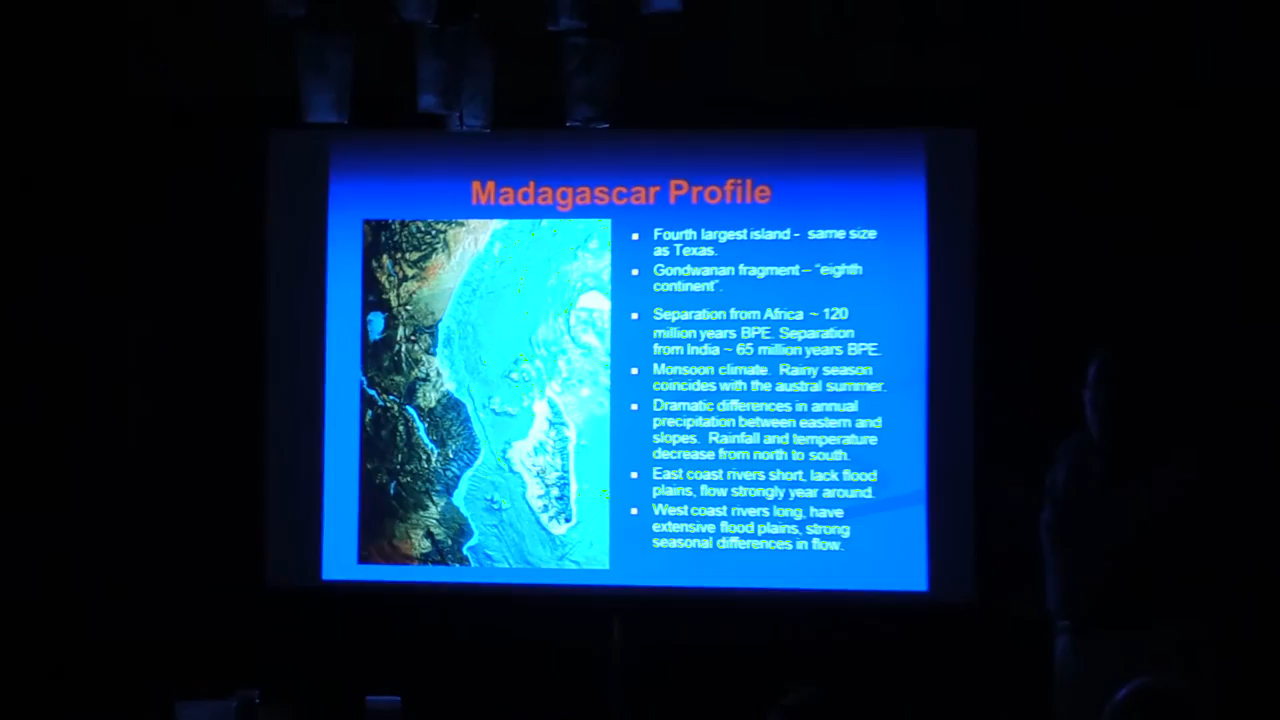 Madagascar Profile
Fourth largest island - same size
as Texas.
Gondwanan fragment – “eighth
continent”.
Separation from Africa ~ 120
million years BPE. Separation
from India ~ 65 million years BPE.
Monsoon climate. Rainy season
coincides with the austral summer.
Dramatic differences in annual
precipitation between eastern and
slopes. Rainfall and temperature
decrease from north to south.
East coast rivers short, lack flood
plains, flow strongly year around.
West coast rivers long, have
extensive flood plains, strong
seasonal differences in flow.